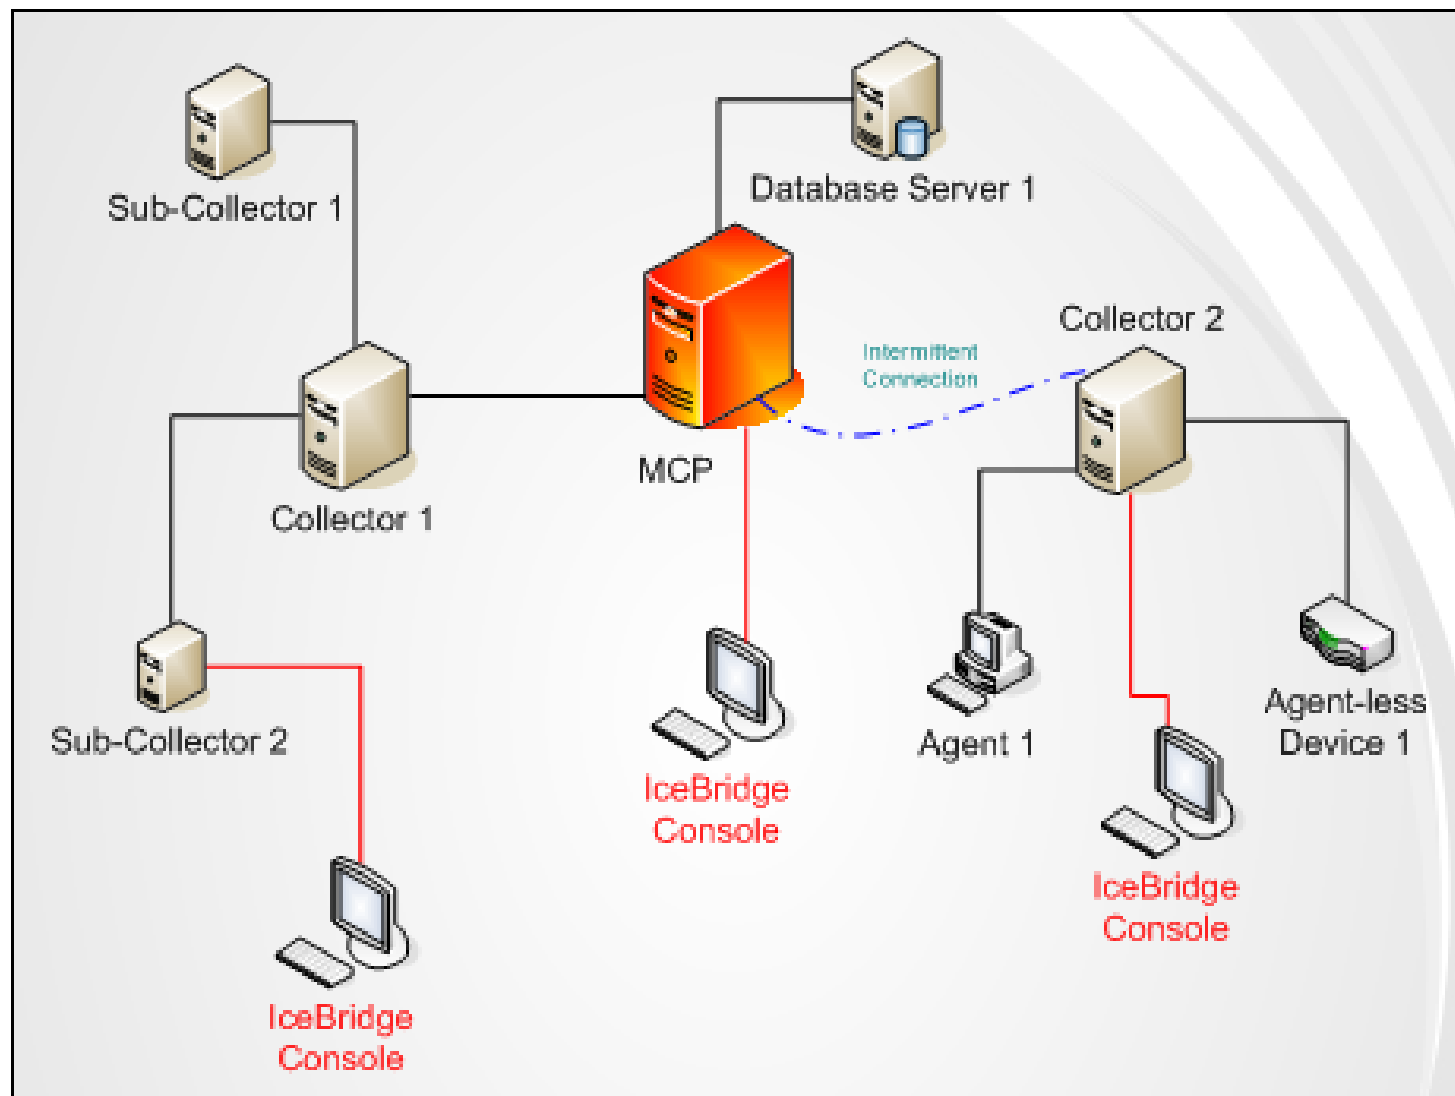 Sub-Collector 1
Database Server 1
Collector 2
Intermittent
Connection
MCP
Collector 1
Sub-Collector 2
Agent 1
Agent-less
Device 1
IceBridge
Console
IceBridge
Console
IceBridge
Console